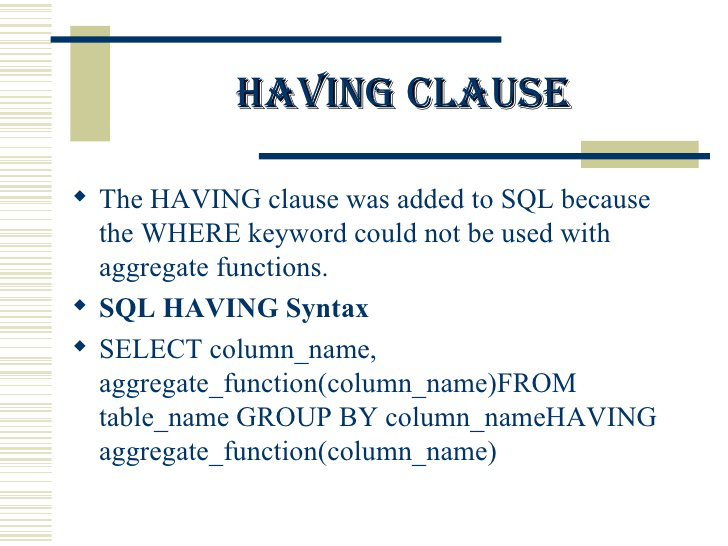 HAVING CLAUSE
The HAVING clause was added to SQL because
the WHERE keyword could not be used with
aggregate functions.
SQL HAVING Syntax
SELECT column_name,
aggregate_function(column_name)FROM
table_name GROUP BY column_nameHAVING
aggregate_function(column_name)